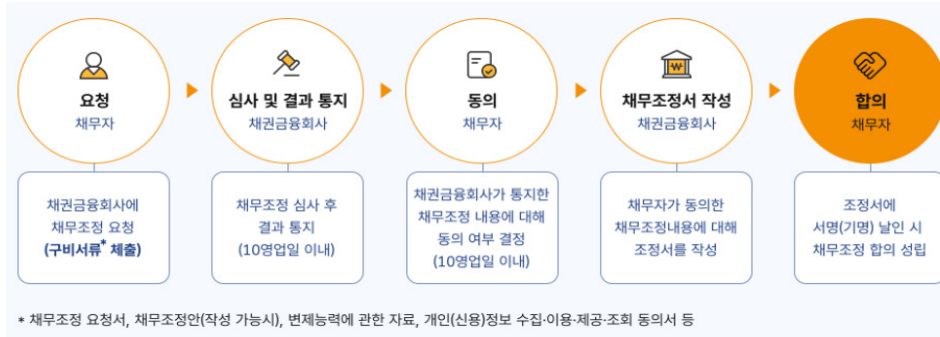 요청
채무자
심사 및 결과 통지
채권금융회사
동의
채무자
채무조정서 작성
채권금융회사
합의
채무자
채권금융회사에
채무조정 요청
(구비서류* 체출)
채무조정 심사 후
결과 통지
(10영업일 이내)
채권금융회사가 통지한
채무조정 내용에 대해
동의 여부 결정
(10영업일 이내)
채무자가 동의한
채무조정내용에 대해
조정서를 작성
조정서에
서명(기명) 날인 시
채무조정 합의 성립
* 채무조정 요청서, 채무조정안(작성 가능시), 변제능력에 관한 자료, 개인(신용)정보 수집·이용·제공·조회 동의서 등